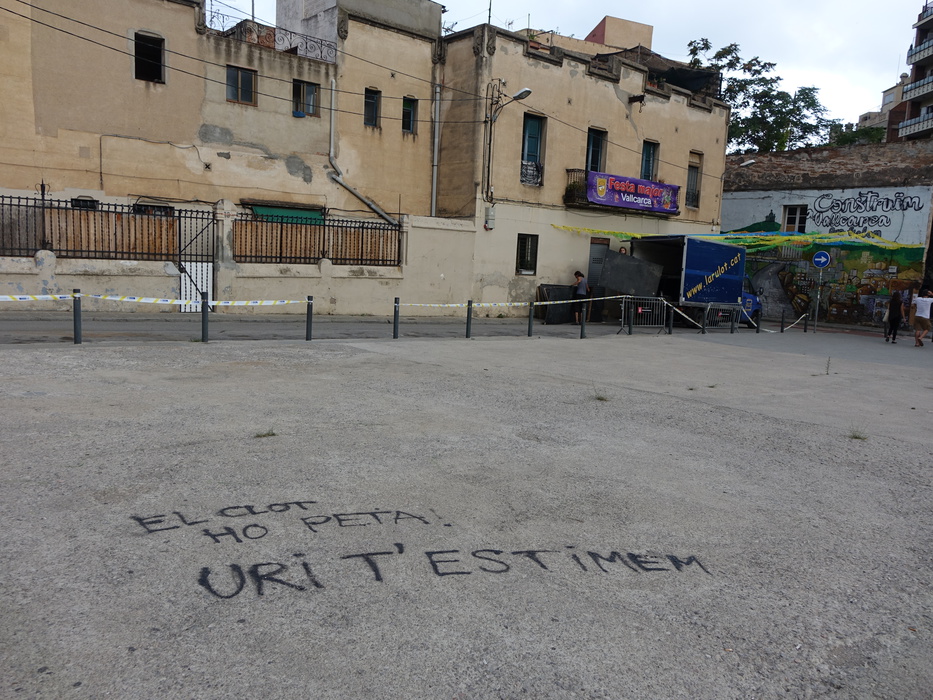 Festa major
Vallcarca
Construïm
Vallcarca
www.larulot.cat
EL CLOT
HO PETA!
URI T'ESTIMEM